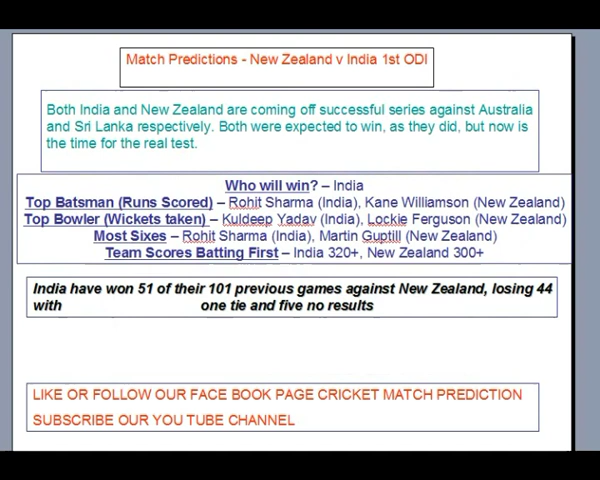 Match Predictions - New Zealand v India 1st ODI
Both India and New Zealand are coming off successful series against Australia
and Sri Lanka respectively. Both were expected to win, as they did, but now is
the time for the real test.
Who will win? – India
Top Batsman (Runs Scored) – Rohit Sharma (India), Kane Williamson (New Zealand)
Top Bowler (Wickets taken) – Kuldeep Yadav (India), Lockie Ferguson (New Zealand)
Most Sixes – Rohit Sharma (India), Martin Guptill (New Zealand)
Team Scores Batting First – India 320+, New Zealand 300+
India have won 51 of their 101 previous games against New Zealand, losing 44
with one tie and five no results
LIKE OR FOLLOW OUR FACE BOOK PAGE CRICKET MATCH PREDICTION
SUBSCRIBE OUR YOU TUBE CHANNEL